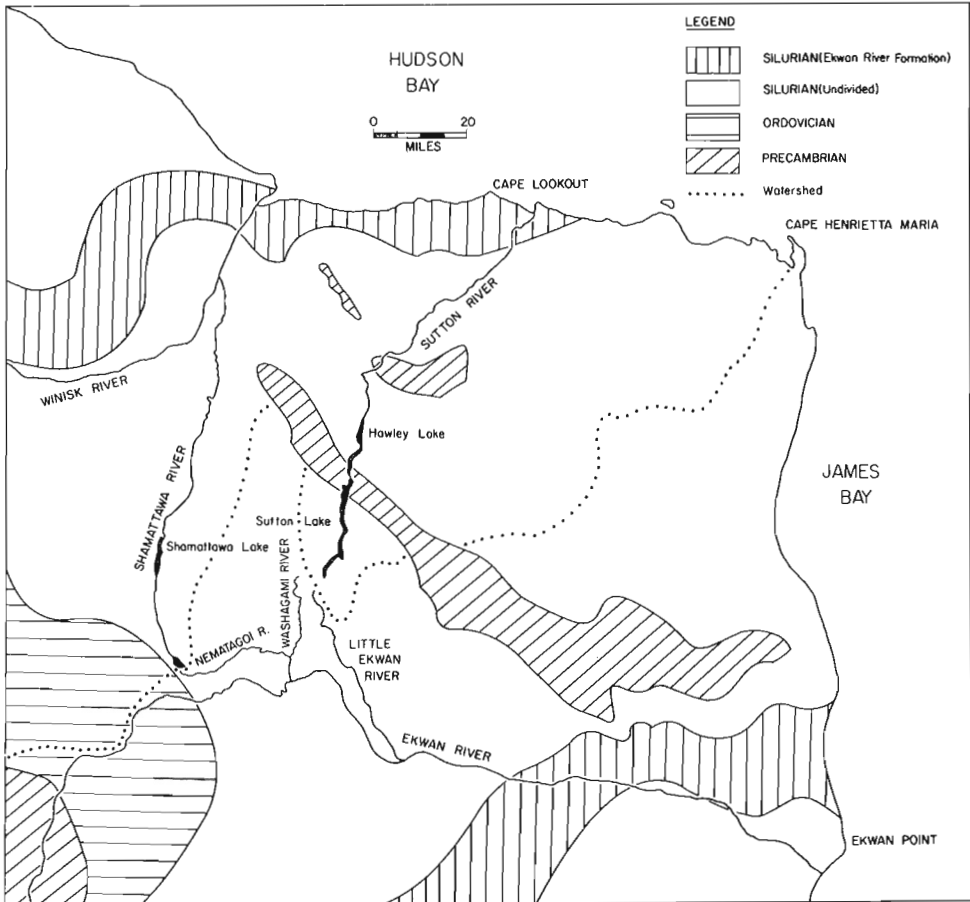 LEGEND
HUDSON
BAY
SILURIAN(Ekwan River Formation)
SILURIAN(Undivided)
ORDOVICIAN
PRECAMBRIAN
Watershed
0 20
MILES
CAPE LOOKOUT
CAPE HENRIETTA MARIA
SUTTON RIVER
WINISK RIVER
Hawley Lake
JAMES
BAY
SHAMATTAWA RIVER
Sutton Lake
Shamattawa Lake
WASHAGAMI RIVER
NEMATAGOI R.
LITTLE
EKWAN
RIVER
EKWAN RIVER
EKWAN POINT